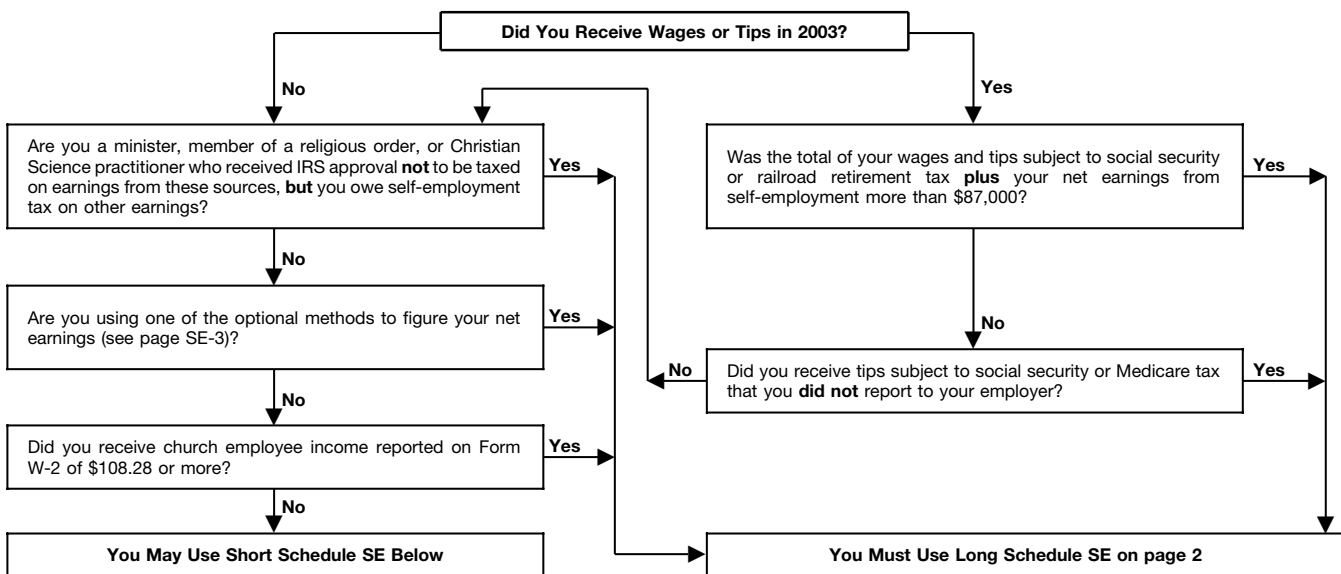 Did You Receive Wages or Tips in 2003?
No
Yes
Are you a minister, member of a religious order, or Christian
Science practitioner who received IRS approval not to be taxed
on earnings from these sources, but you owe self-employment
tax on other earnings?
Yes
Was the total of your wages and tips subject to social security
or railroad retirement tax plus your net earnings from
self-employment more than $87,000?
Yes
No
Are you using one of the optional methods to figure your net
earnings (see page SE-3)?
Yes
No
No
Did you receive tips subject to social security or Medicare tax
that you did not report to your employer?
Yes
No
Did you receive church employee income reported on Form
W-2 of $108.28 or more?
Yes
No
You May Use Short Schedule SE Below
You Must Use Long Schedule SE on page 2